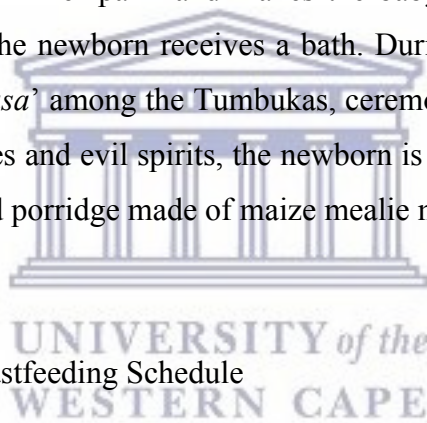 he newborn receives a bath. Duri
sa’ among the Tumbukas, ceremo
es and evil spirits, the newborn is
l porridge made of maize mealie
UNIVERSITY of the
stfeeding Schedule
WESTERN CAPE